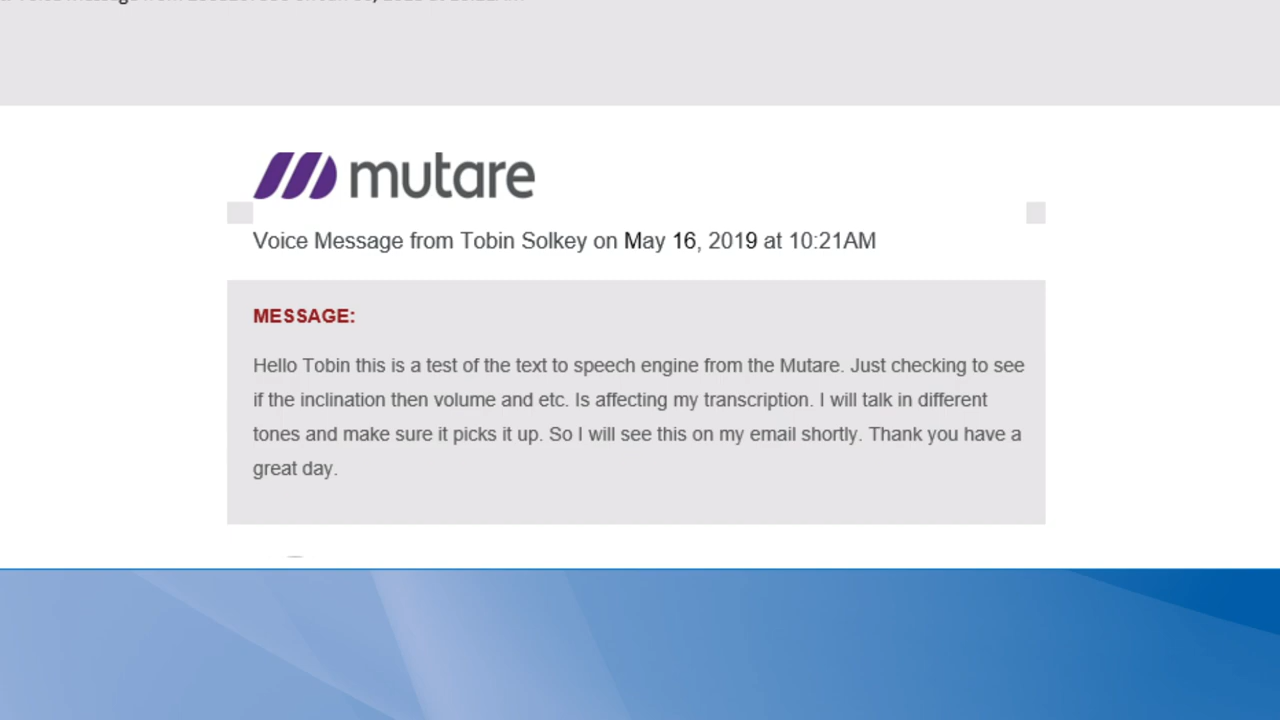 mutare
Voice Message from Tobin Solkey on May 16, 2019 at 10:21AM
MESSAGE:
Hello Tobin this is a test of the text to speech engine from the Mutare. Just checking to see
if the inclination then volume and etc. Is affecting my transcription. I will talk in different
tones and make sure it picks it up. So I will see this on my email shortly. Thank you have a
great day.